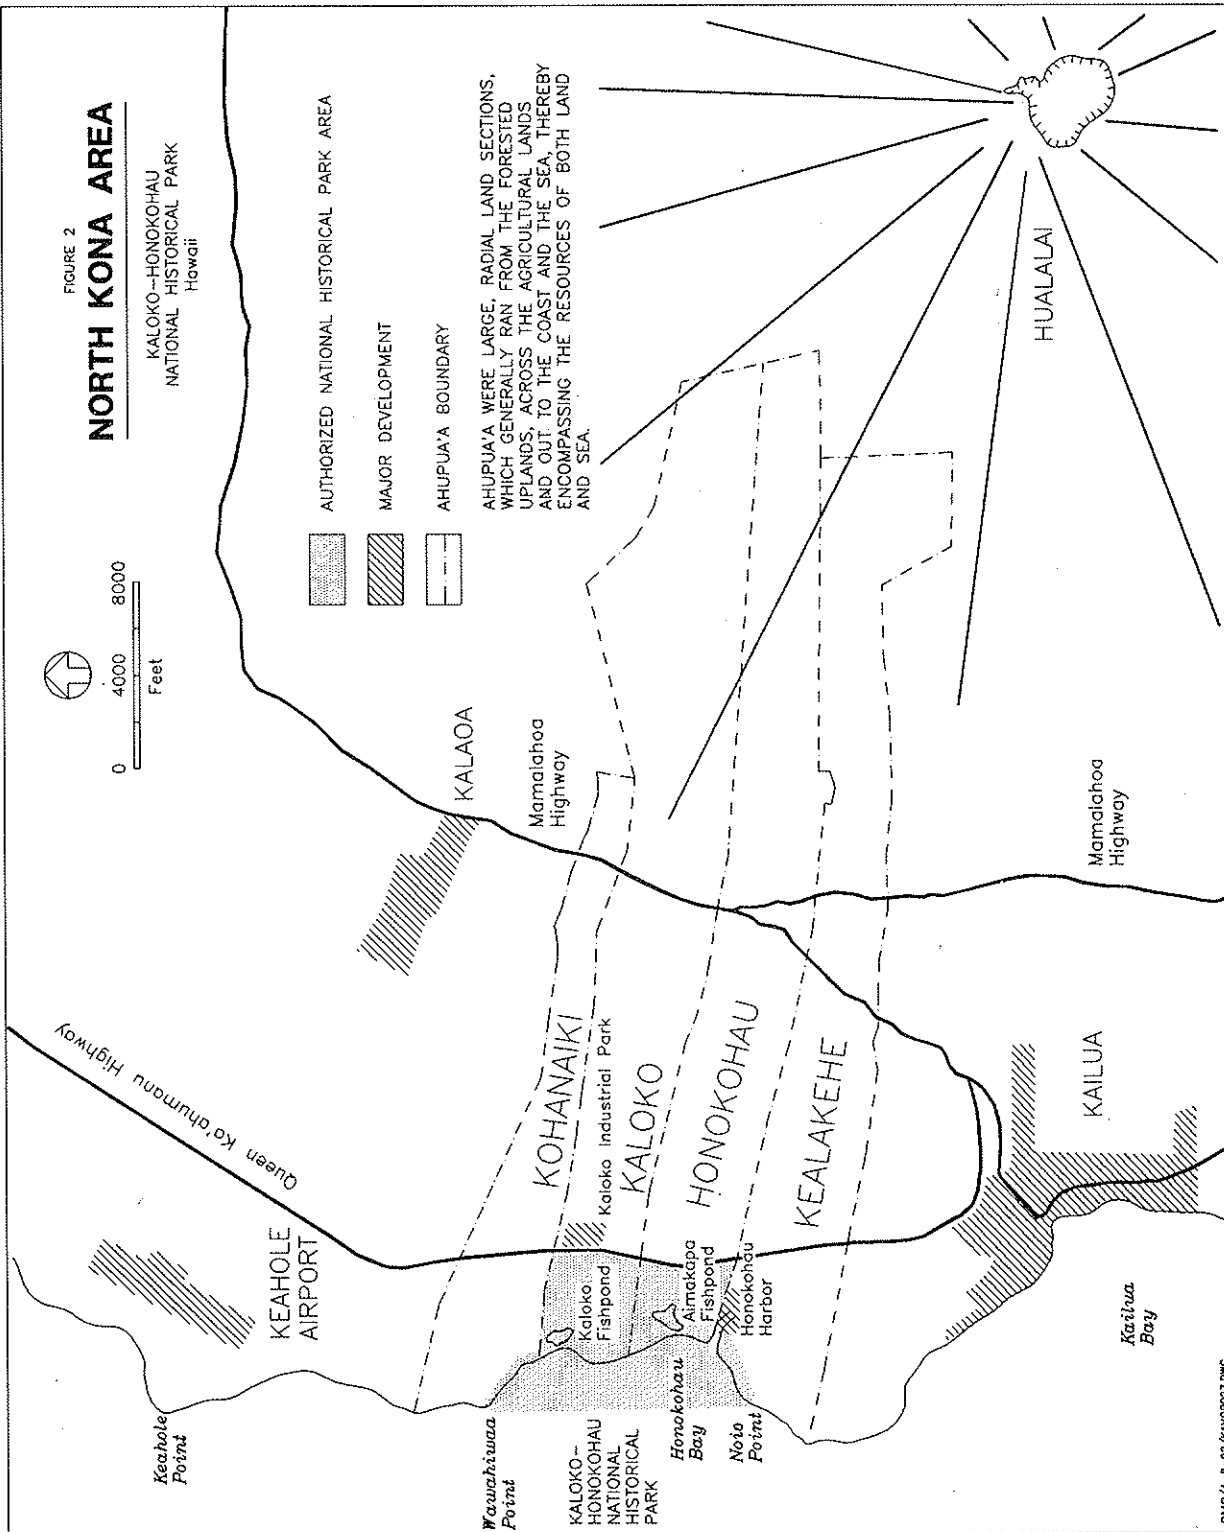 FIGURE 2
NORTH KONA AREA
KALOKO-HONOKOHAU
NATIONAL HISTORICAL PARK
Hawaii
0 4000 8000
Feet
AUTHORIZED NATIONAL HISTORICAL PARK AREA
MAJOR DEVELOPMENT
AHUPUA'A BOUNDARY
AHUPUA'A WERE LARGE, RADIAL LAND SECTIONS,
WHICH GENERALLY RAN FROM THE FORESTED
UPLANDS, ACROSS THE AGRICULTURAL LANDS
AND OUT TO THE COAST AND THE SEA, THEREBY
ENCOMPASSING THE RESOURCES OF BOTH LAND
AND SEA.
Queen Ka'ahumanu Highway
KALAOA
Mamalahoa
Highway
Keahole
Point
KEAHOLE
AIRPORT
Wawahiwaa
Point
KALOKO-
HONOKOHAU
NATIONAL
HISTORICAL
PARK
Honokohau
Bay
Noio
Point
Kaloko
Fishpond
Aimakapa
Fishpond
Honokohau
Harbor
KOHANAIKI
Kaloko Industrial Park
KALOKO
HONOKOHAU
KEALAKEHE
HUALALAI
Mamalahoa
Highway
KAILUA
Kailua
Bay